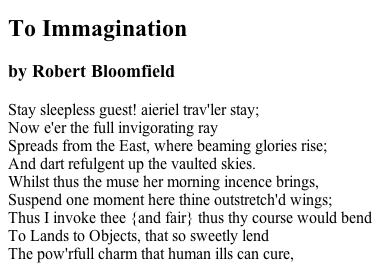 To Immagination
by Robert Bloomfield
Stay sleepless guest! aieriel trav'ler stay;
Now e'er the full invigorating ray
Spreads from the East, where beaming glories rise;
And dart refulgent up the vaulted skies.
Whilst thus the muse her morning incence brings,
Suspend one moment here thine outstretch'd wings;
Thus I invoke thee {and fair} thus thy course would bend
To Lands to Objects, that so sweetly lend
The pow'rfull charm that human ills can cure,